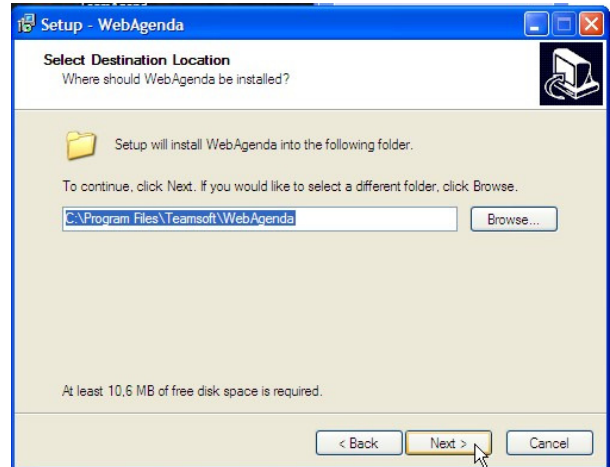 Setup - WebAgenda
Select Destination Location
Where should WebAgenda be installed?
Setup will install WebAgenda into the following folder.
To continue, click Next. If you would like to select a different folder, click Browse.
C:\Program Files\Teamsoft\WebAgenda
Browse...
At least 10,6 MB of free disk space is required.
< Back
Next >
Cancel